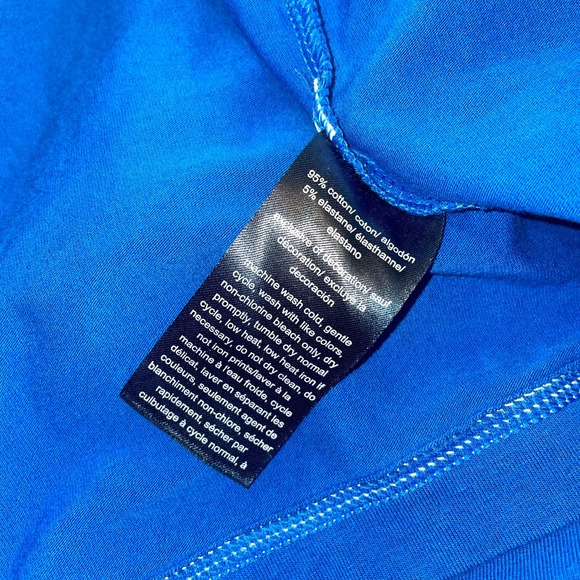 95% cotton/ coton/ algodón
5% elastane/ élasthanne/
elastano
exclusive of decoration/ sauf
décoration/ excluye la
decoración
machine wash cold, gentle
cycle, wash with like colors,
non-chlorine bleach only, dry
promptly, tumble dry normal
cycle, low heat, low heat iron if
necessary, do not dry clean, do
not iron prints/laver à la
machine à l'eau froide, cycle
délicat, laver en séparant les
couleurs, seulement agent de
blanchiment non-chlore, sécher
rapidement, sécher par
culbutage à cycle normal, à